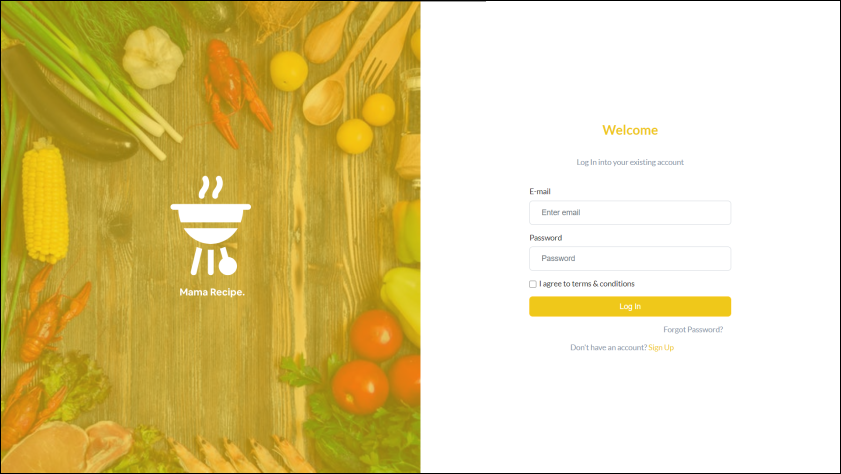 Mama Recipe.
Welcome
Log In into your existing account
E-mail
Enter email
Password
Password
I agree to terms & conditions
Log In
Forgot Password?
Don't have an account? Sign Up